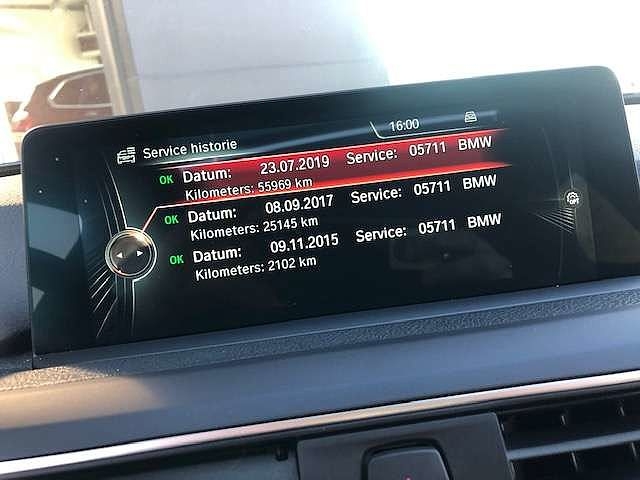 16:00
Service historie
OK Datum: 23.07.2019 Service: 05711 BMW
Kilometers: 55969 km
OK Datum: 08.09.2017 Service: 05711 BMW
Kilometers: 25145 km
OK Datum: 09.11.2015 Service: 05711 BMW
Kilometers: 2102 km